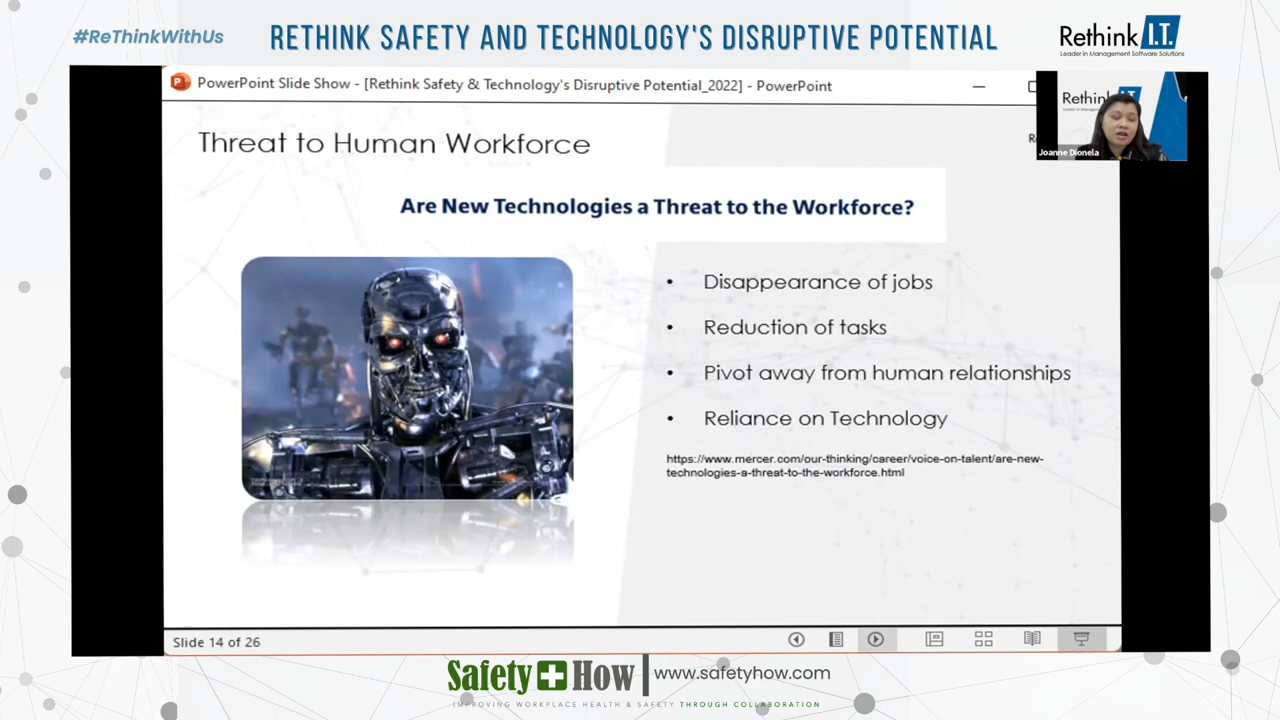 #ReThinkWithUs
RETHINK SAFETY AND TECHNOLOGY'S DISRUPTIVE POTENTIAL
Rethink I.T.
Leader in Management Software Solutions
PowerPoint Slide Show - [Rethink Safety & Technology's Disruptive Potential_2022] - PowerPoint
Rethink I.T.
Joanne Dionela
Threat to Human Workforce
Are New Technologies a Threat to the Workforce?
• Disappearance of jobs
• Reduction of tasks
• Pivot away from human relationships
• Reliance on Technology
https://www.mercer.com/our-thinking/career/voice-on-talent/are-new-
technologies-a-threat-to-the-workforce.html
Slide 14 of 26
Safety How
www.safetyhow.com
IMPROVING WORKPLACE HEALTH & SAFETY THROUGH COLLABORATION